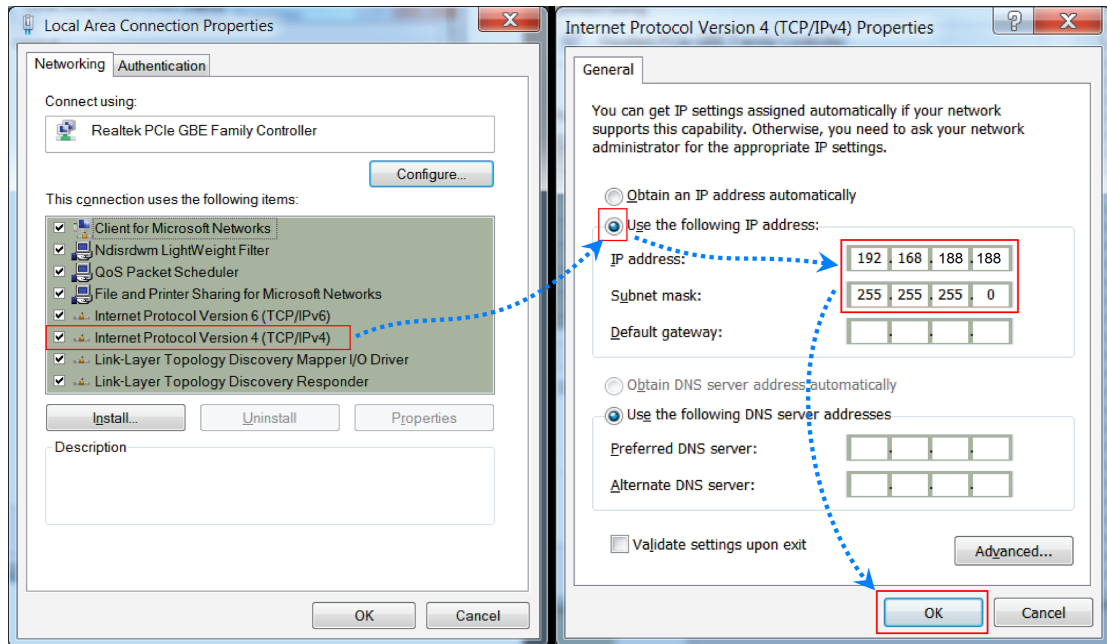 Local Area Connection Properties
Networking
Authentication
Connect using:
Realtek PCIe GBE Family Controller
Configure...
This connection uses the following items:
Client for Microsoft Networks
Ndisrdwm LightWeight Filter
QoS Packet Scheduler
File and Printer Sharing for Microsoft Networks
Internet Protocol Version 6 (TCP/IPv6)
Internet Protocol Version 4 (TCP/IPv4)
Link-Layer Topology Discovery Mapper I/O Driver
Link-Layer Topology Discovery Responder
Install...
Uninstall
Properties
Description
OK
Cancel
Internet Protocol Version 4 (TCP/IPv4) Properties
General
You can get IP settings assigned automatically if your network
supports this capability. Otherwise, you need to ask your network
administrator for the appropriate IP settings.
Obtain an IP address automatically
Use the following IP address:
IP address: 192 . 168 . 188 . 188
Subnet mask: 255 . 255 . 255 . 0
Default gateway: . . .
Obtain DNS server address automatically
Use the following DNS server addresses
Preferred DNS server: . . .
Alternate DNS server: . . .
Validate settings upon exit
Advanced...
OK
Cancel